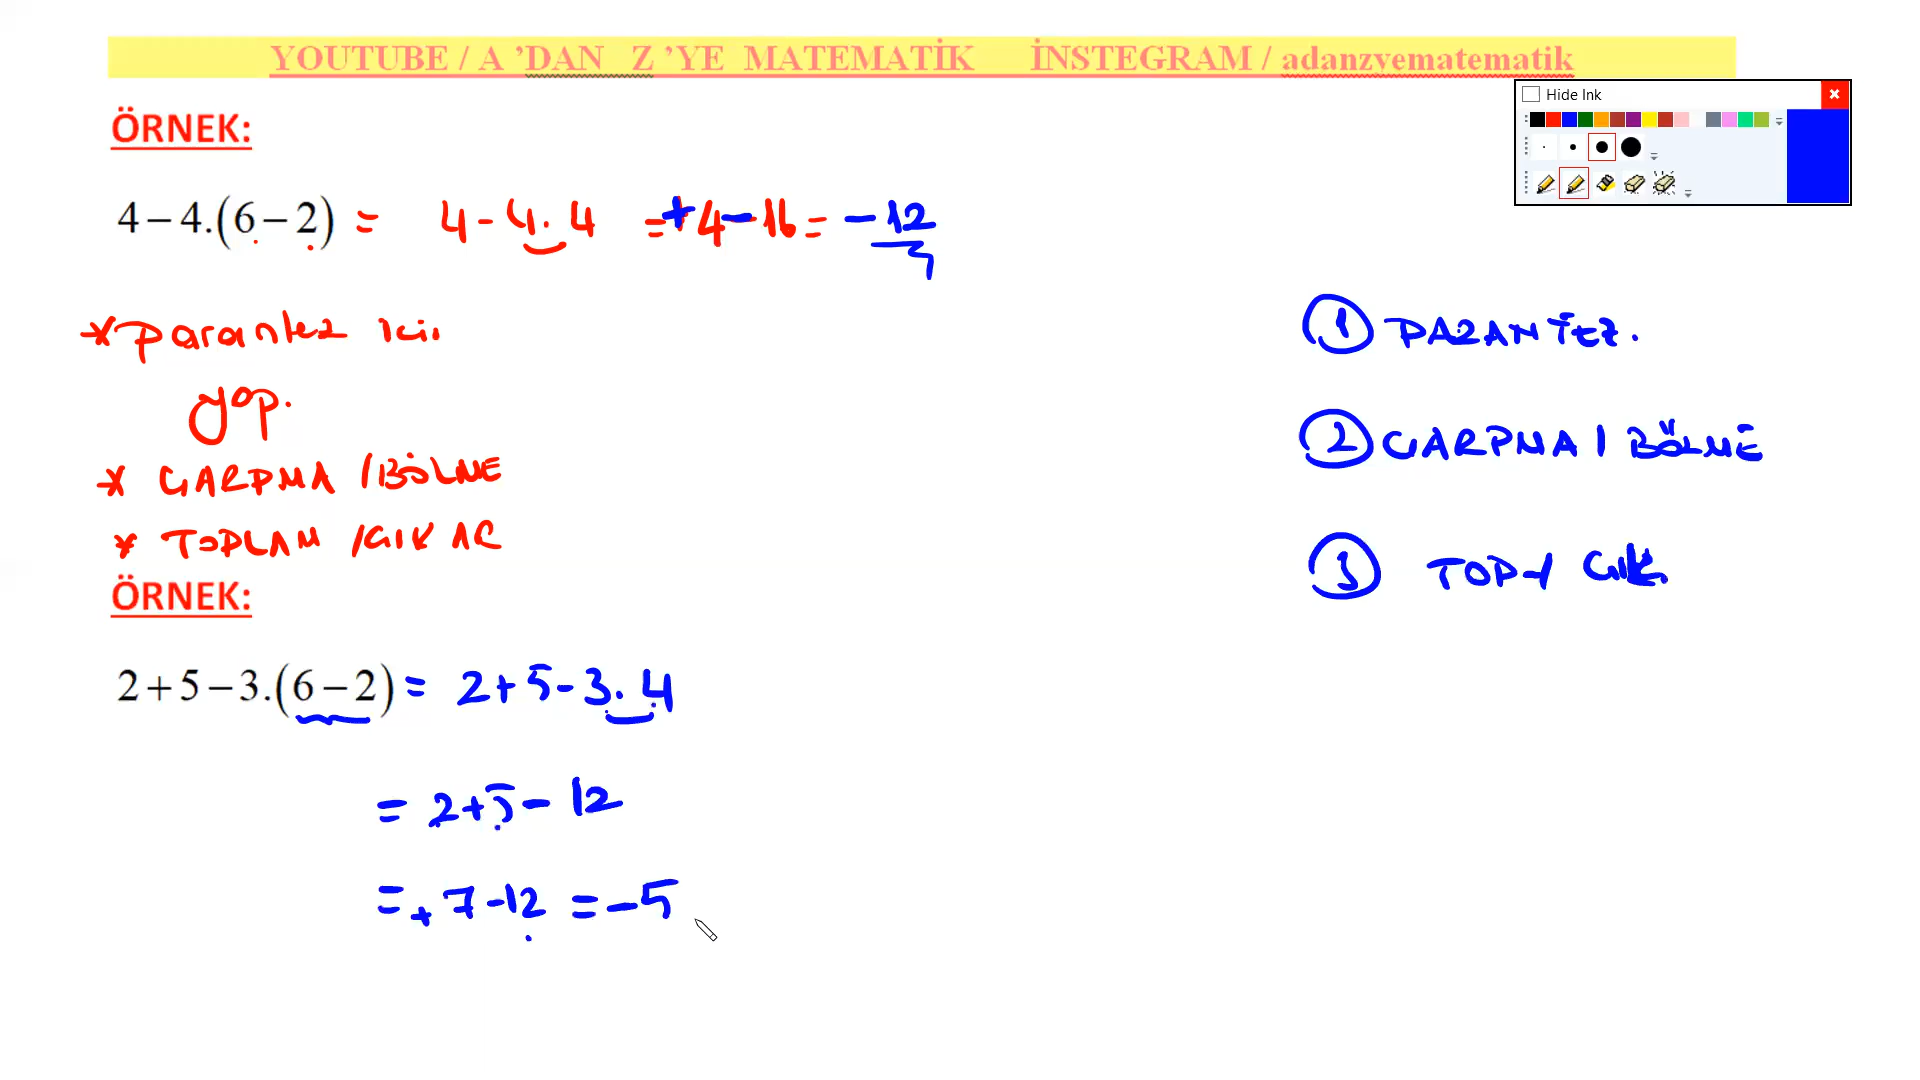 YOUTUBE / A ’DAN Z ’YE MATEMATİK İNSTEGRAM / adanzyematematik
Hide Ink
ÖRNEK:
4 − 4.(6 − 2) = 4 - 4.4 = +4 - 16 = -12
* Parantez içi
yap.
* ÇARPMA / BÖLME
* TOPLAM / ÇIKAR
1 PARANTEZ.
2 ÇARPMA / BÖLME
3 TOP-/ ÇIK.
ÖRNEK:
2 + 5 − 3.(6 − 2) = 2 + 5 - 3.4
= 2 + 5 - 12
= +7 - 12 = -5